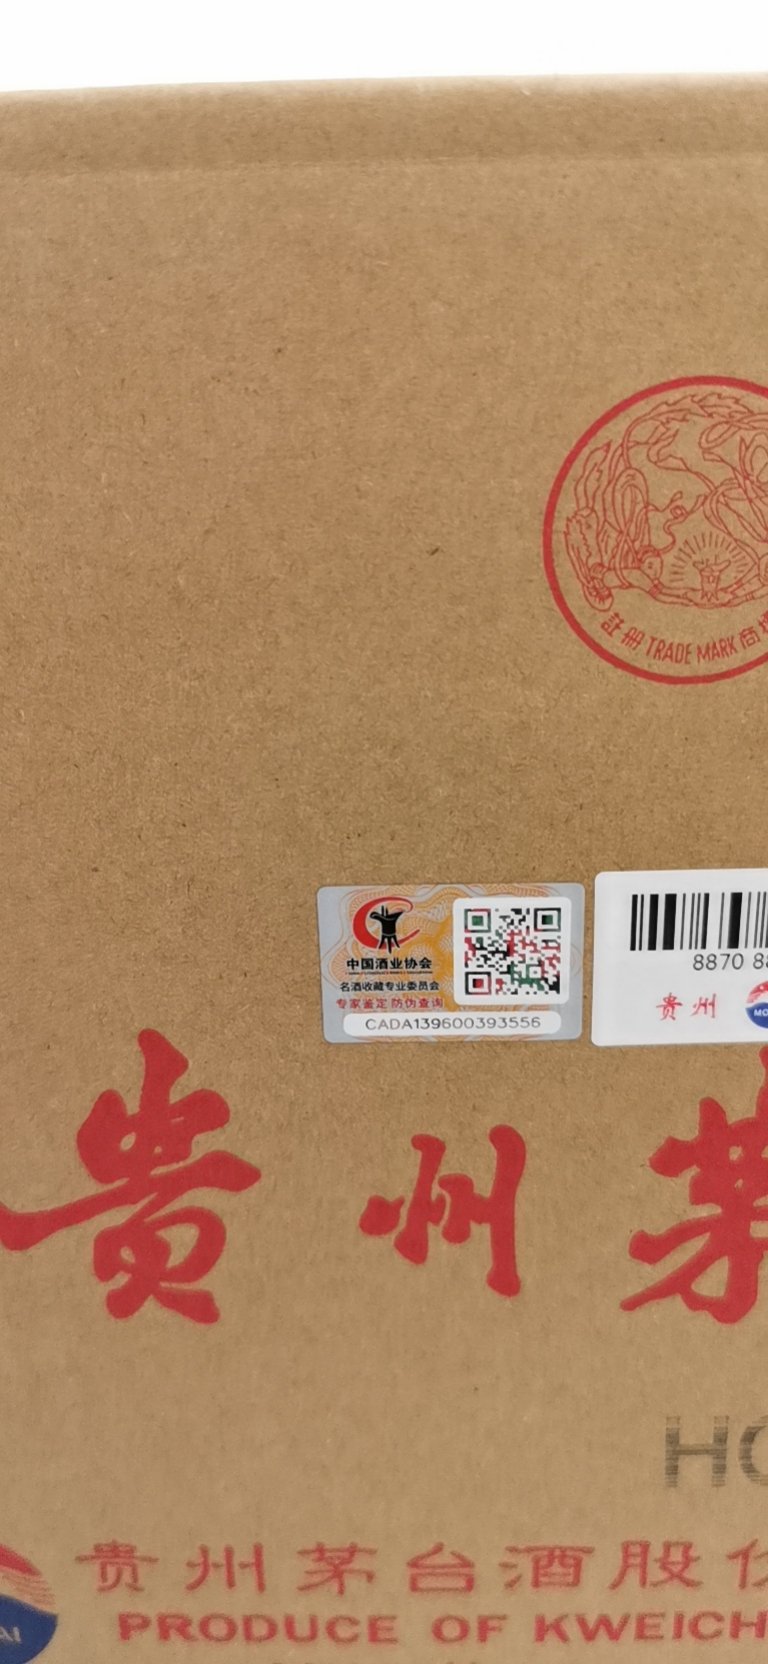 註册 TRADE MARK 商
中国酒业协会
名酒收藏专业委员会
专家鉴定 防伪查询
CADA139600393556
8870 8
贵州
贵州茅
HO
贵州茅台酒股份
PRODUCE OF KWEICH